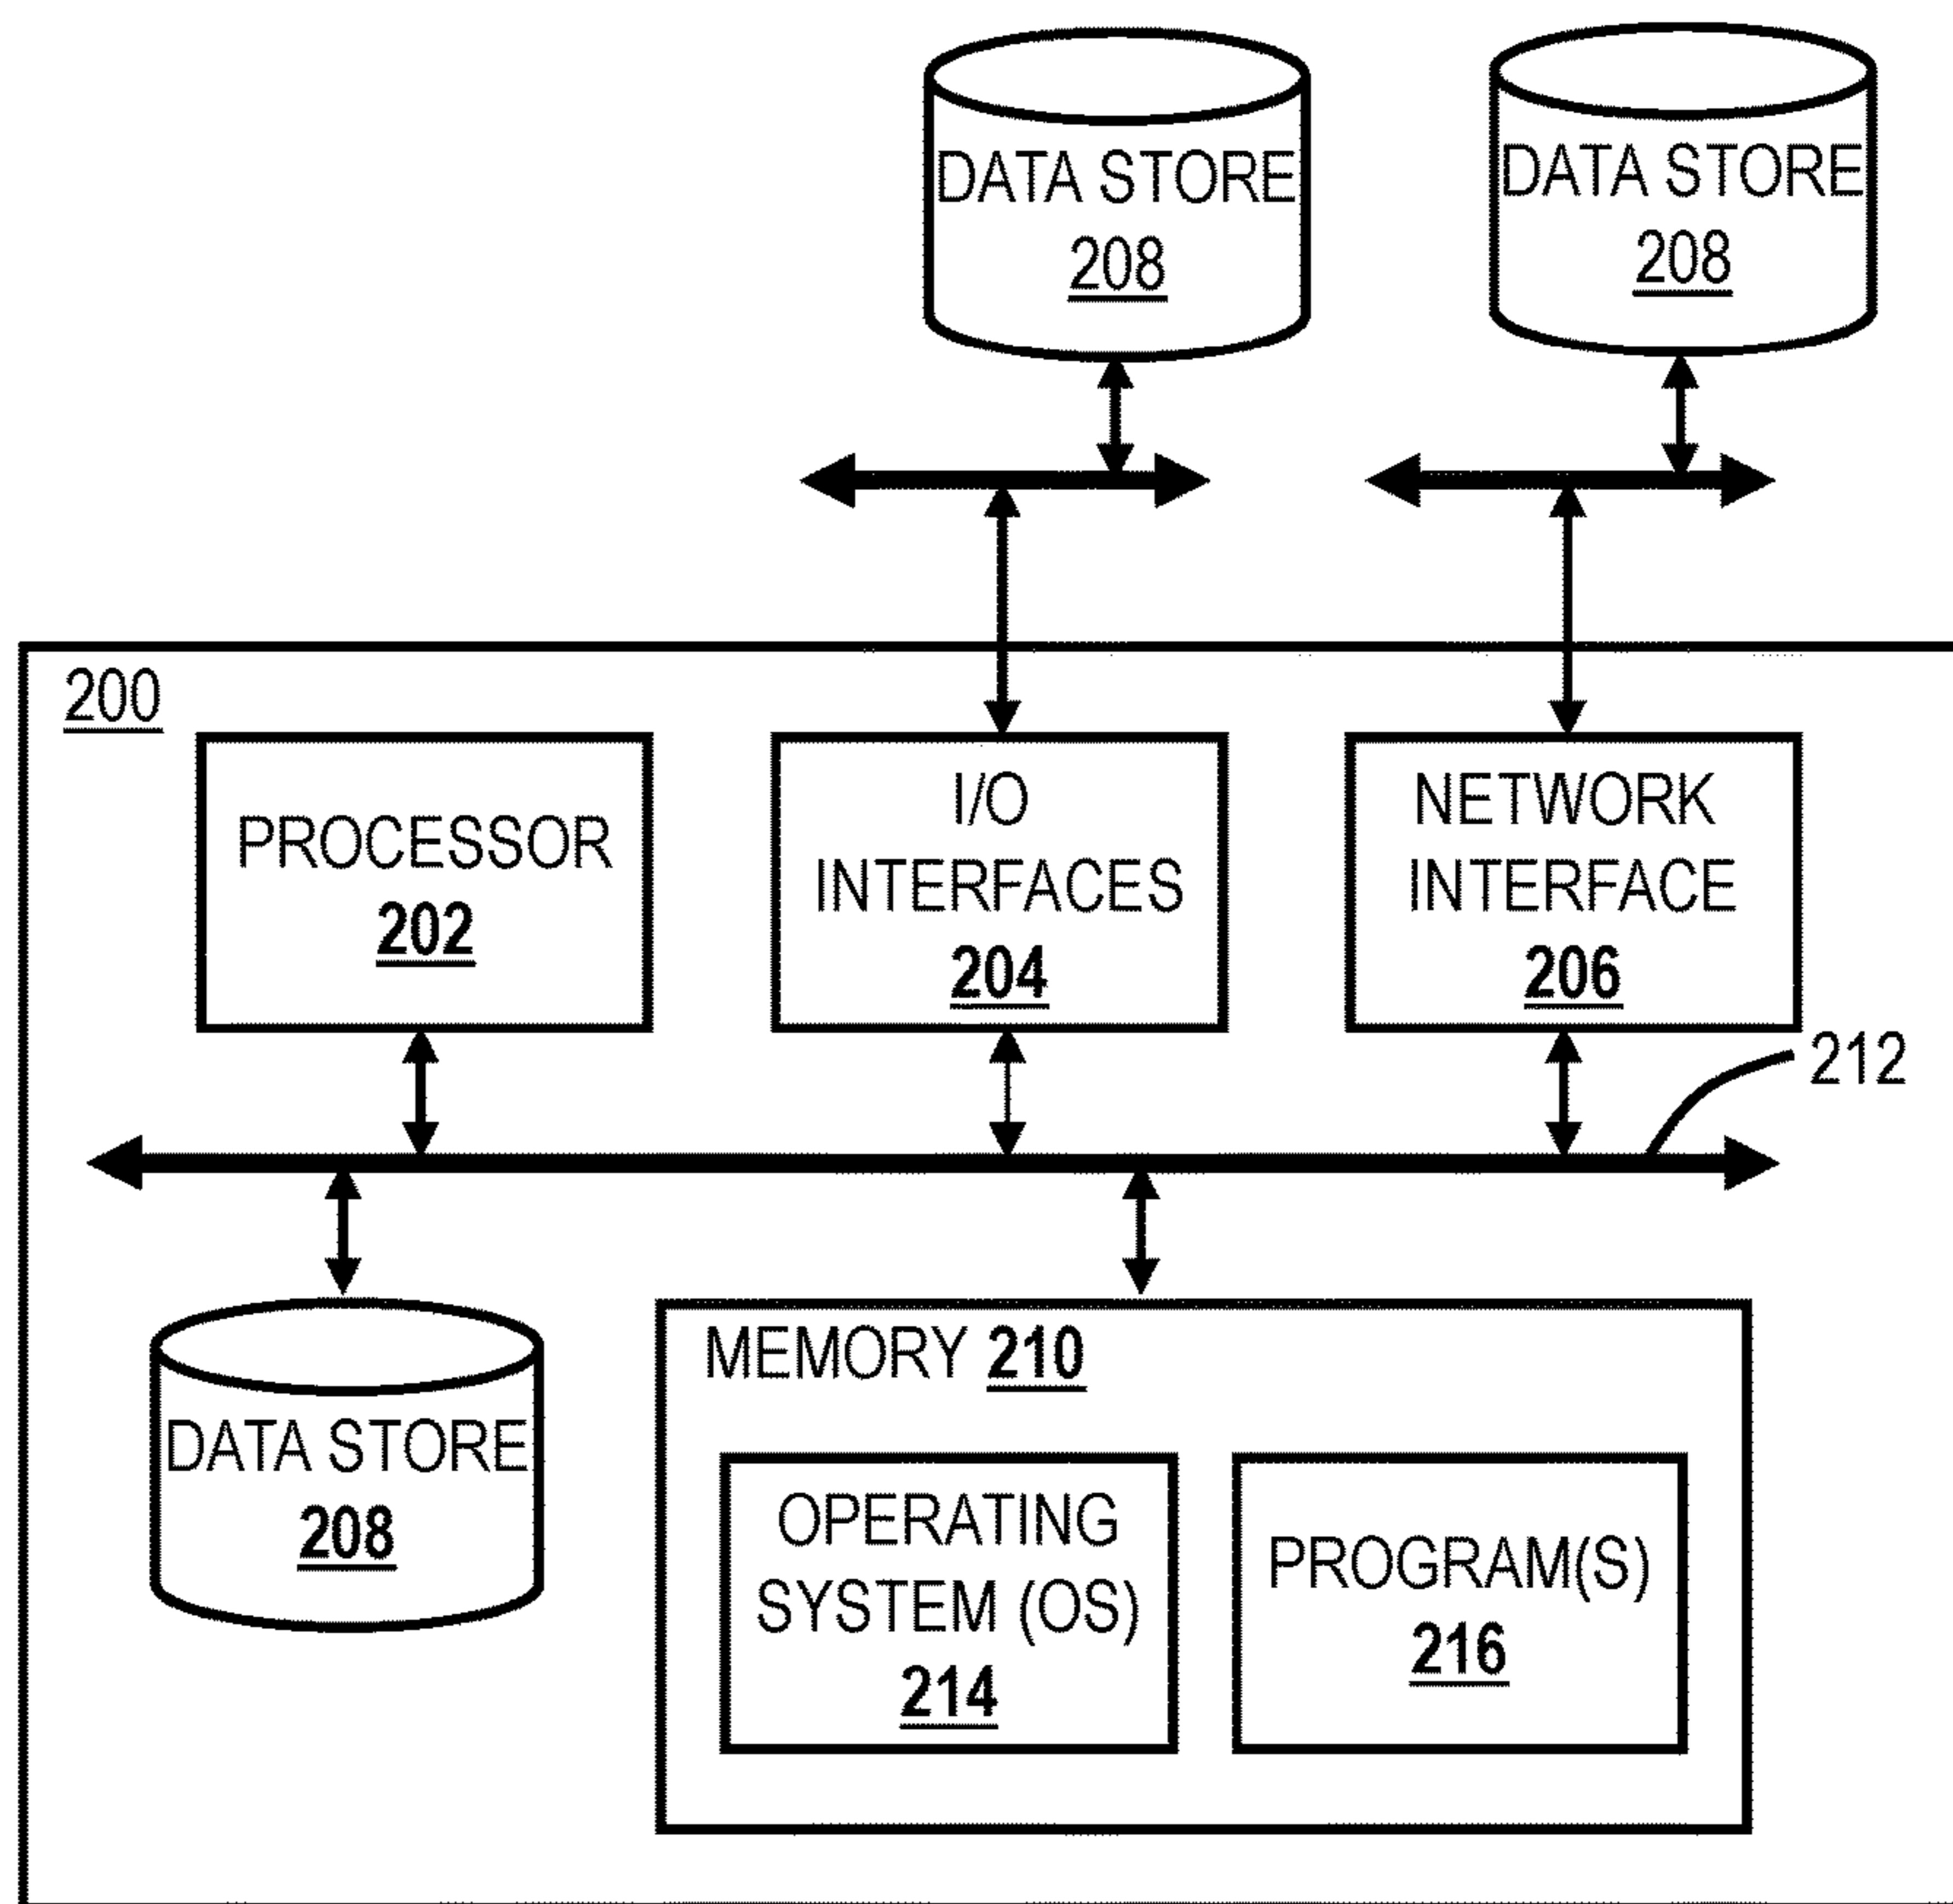 DATA STORE
208
DATA STORE
208
200
PROCESSOR
202
I/O
INTERFACES
204
NETWORK
INTERFACE
206
212
DATA STORE
208
MEMORY 210
OPERATING
SYSTEM (OS)
214
PROGRAM(S)
216